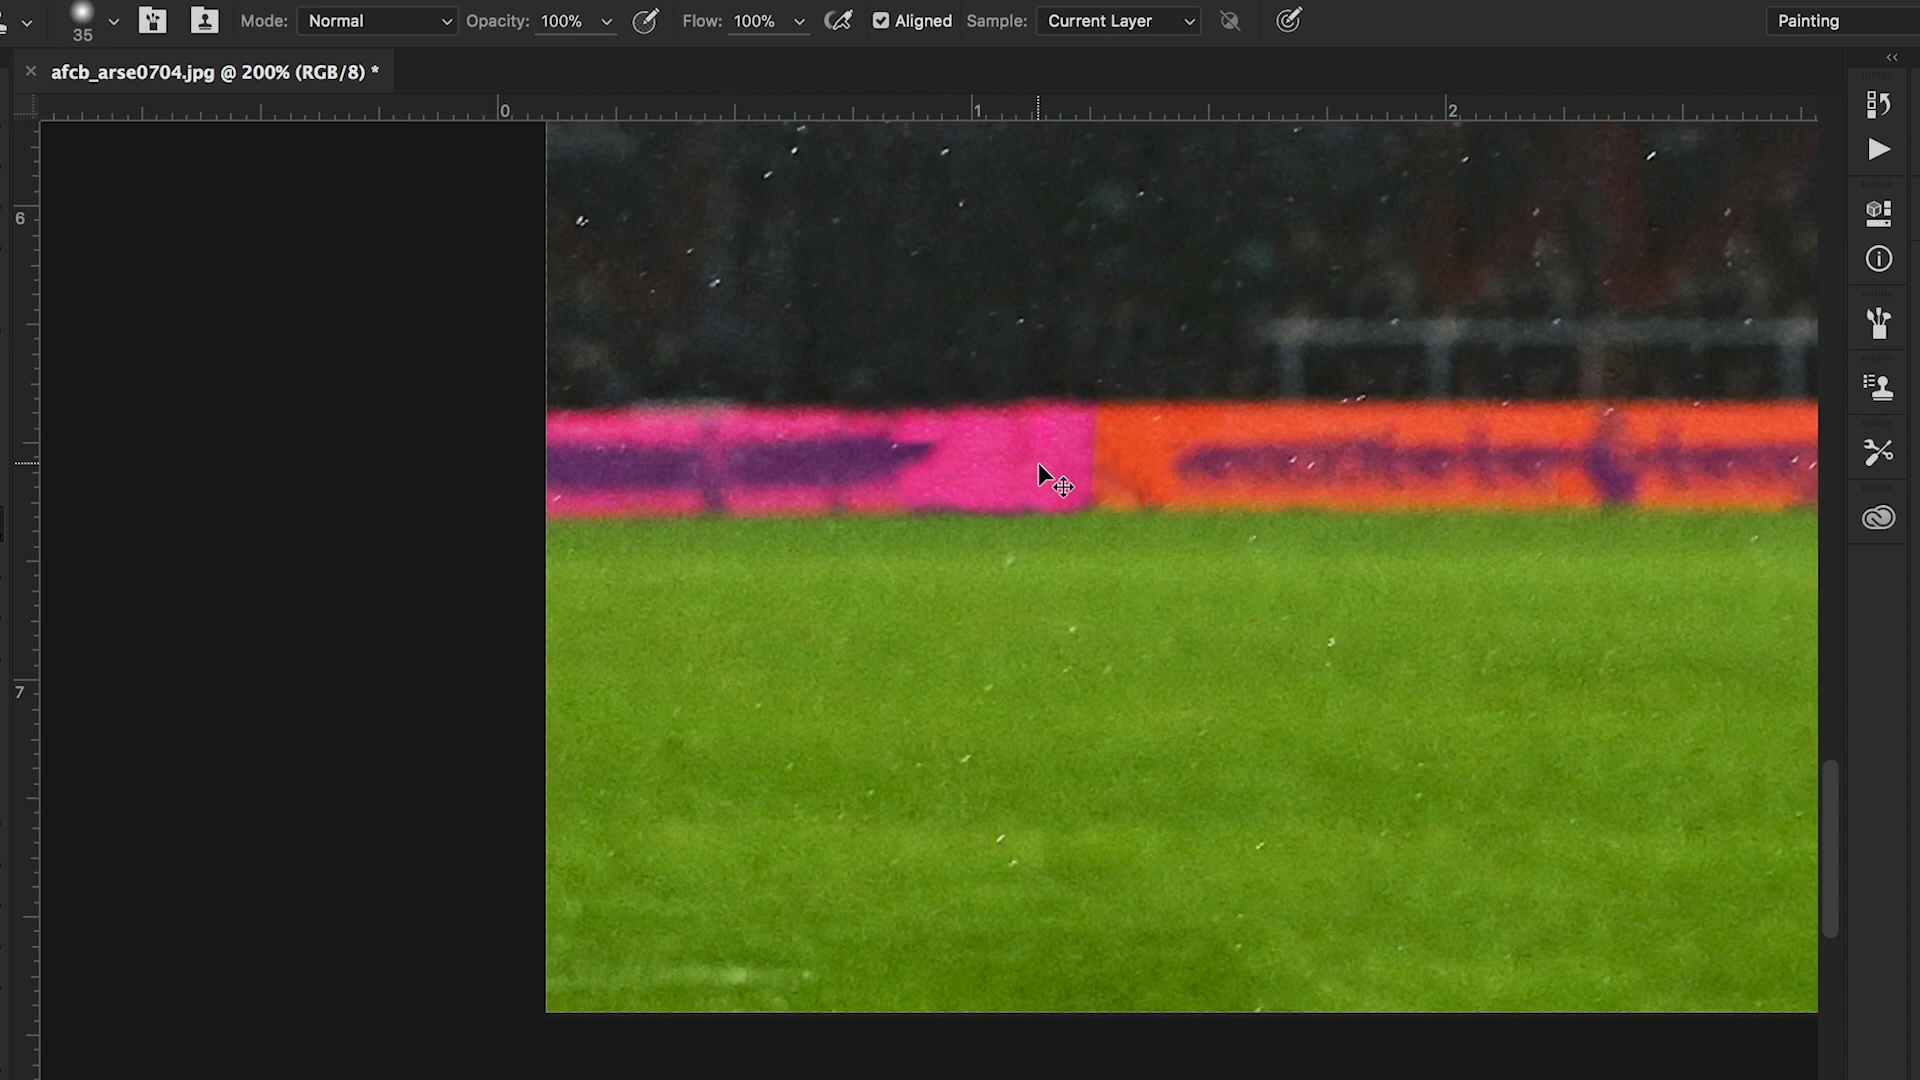 Mode: Normal Opacity: 100% Flow: 100% Aligned Sample: Current Layer Painting
35
afcb_arse0704.jpg @ 200% (RGB/8) *
0 1 2
6
7